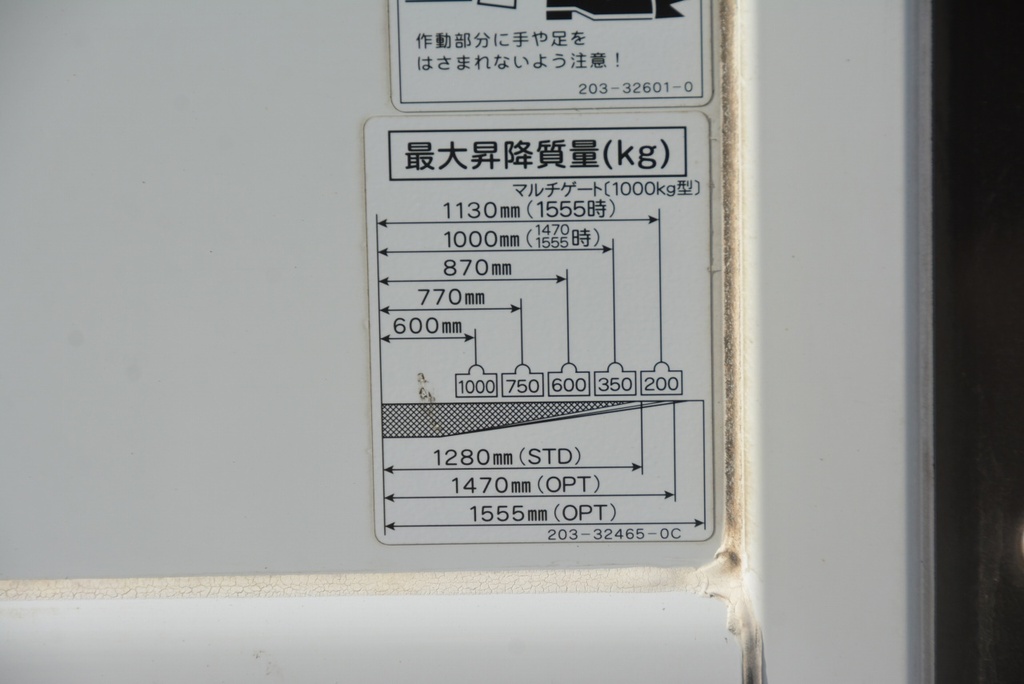 作動部分に手や足を
はさまれないよう注意！
203-32601-0
最大昇降質量(kg)
マルチゲート〔1000kg型〕
1130mm(1555時)
1000mm(1470 1555時)
870mm
770mm
600mm
1000 750 600 350 200
1280mm(STD)
1470mm(OPT)
1555mm(OPT)
203-32465-0C